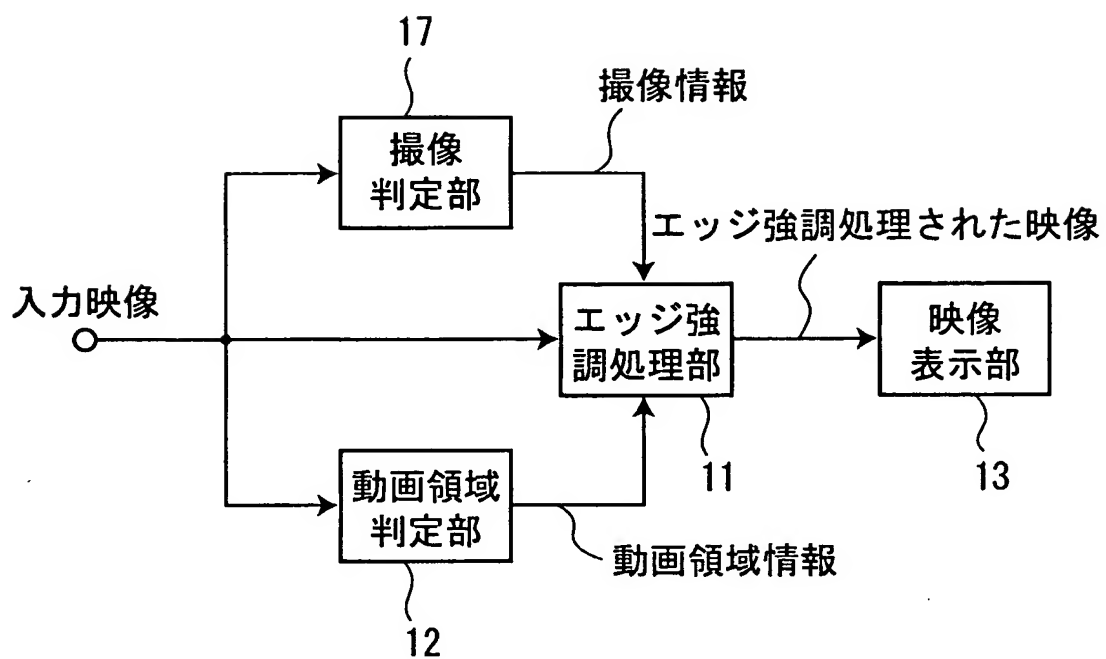 17
撮像情報
撮像
判定部
エッジ強調処理された映像
入力映像
エッジ強
調処理部
映像
表示部
11
13
動画領域
判定部
動画領域情報
12